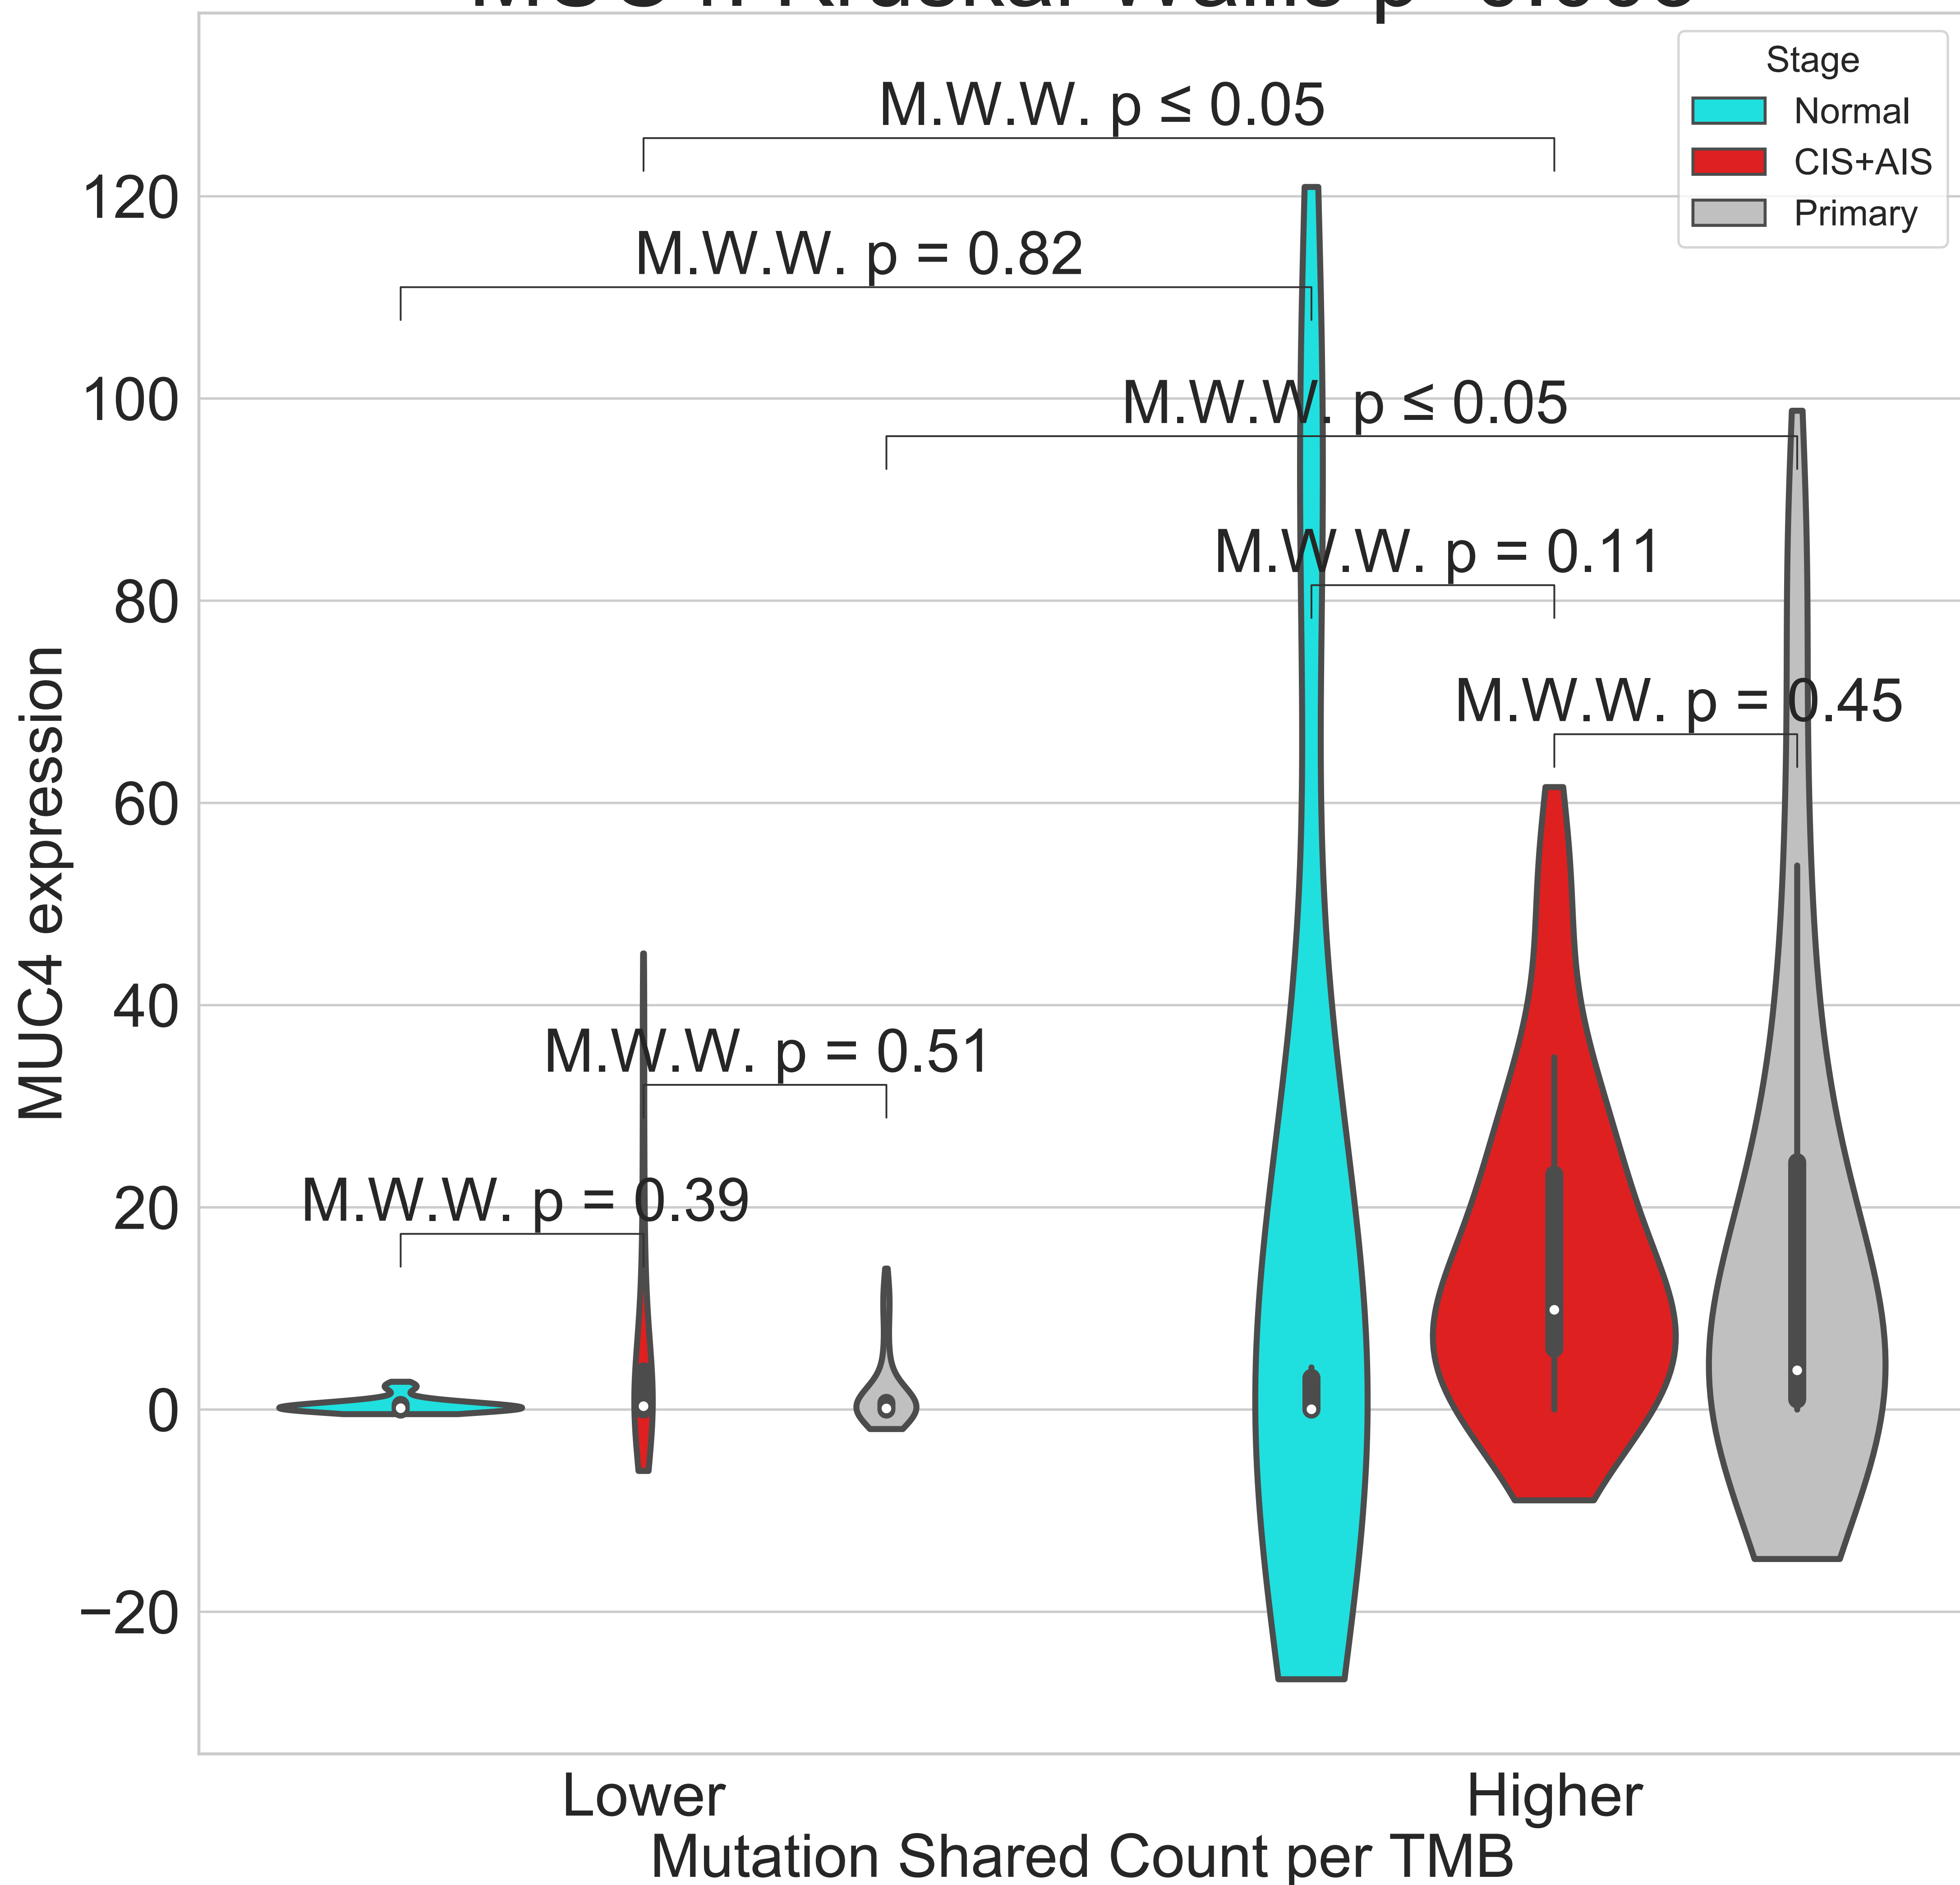 Stage
Normal
CIS+AIS
Primary
M.W.W. p ≤ 0.05
M.W.W. p = 0.82
M.W.W. p ≤ 0.05
M.W.W. p = 0.11
M.W.W. p = 0.45
M.W.W. p = 0.51
M.W.W. p = 0.39
120
100
80
60
40
20
0
−20
MUC4 expression
Lower
Higher
Mutation Shared Count per TMB